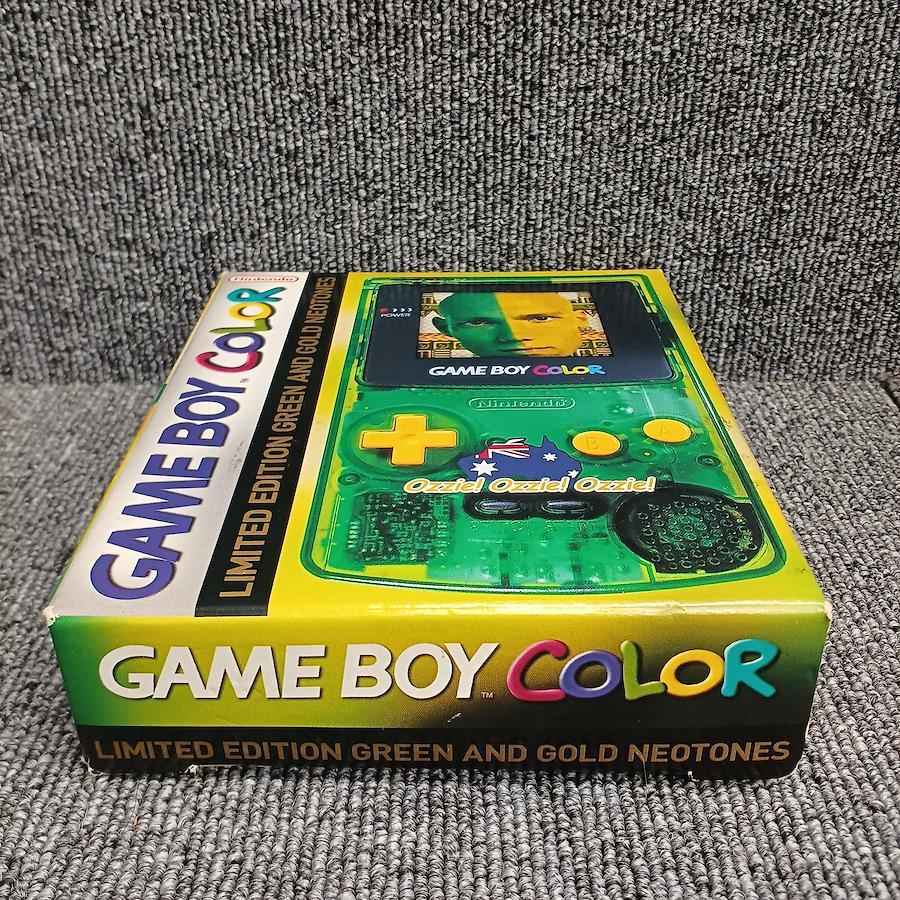 Nintendo
GAME BOY COLOR
LIMITED EDITION GREEN AND GOLD NEOTONES
POWER
GAME BOY COLOR
Nintendo
B
A
Ozzie! Ozzie! Ozzie!
GAME BOY COLOR
TM
LIMITED EDITION GREEN AND GOLD NEOTONES